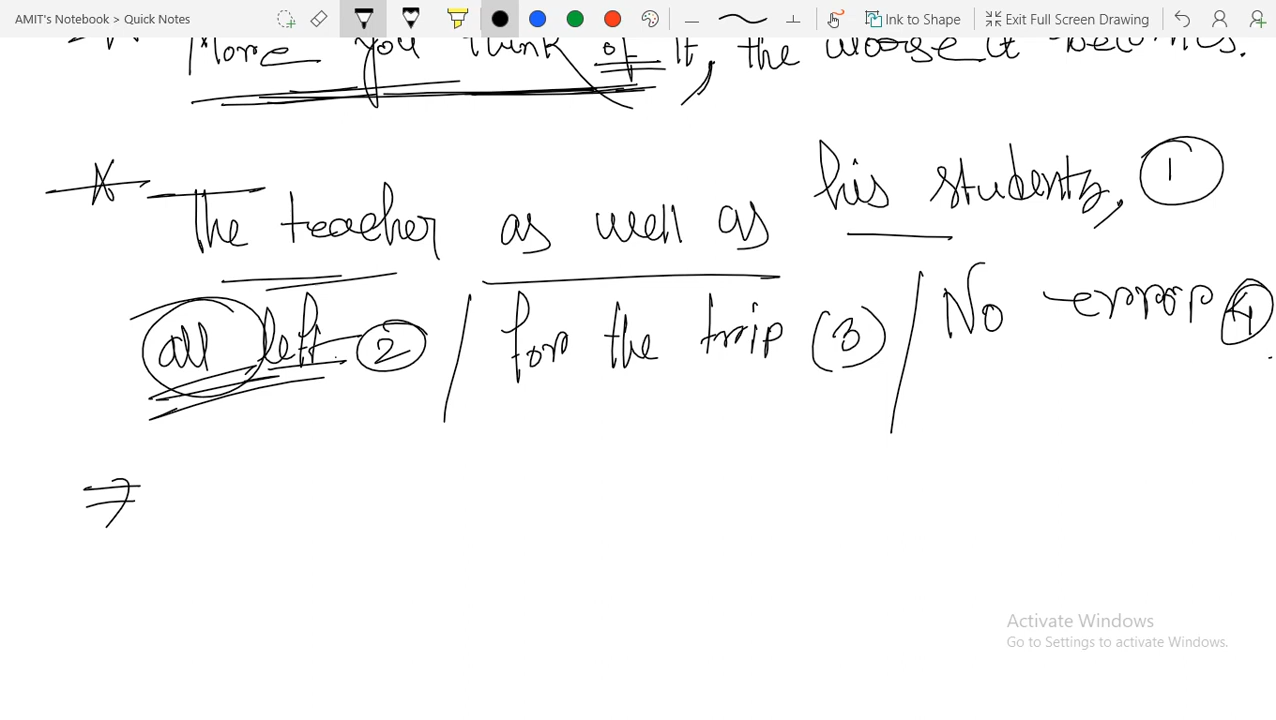 AMIT's Notebook > Quick Notes
Ink to Shape
Exit Full Screen Drawing
More you think of it, the worse it becomes.
The teacher as well as his students, 1
all left 2 / for the trip (3) / No error 4
Activate Windows
Go to Settings to activate Windows.